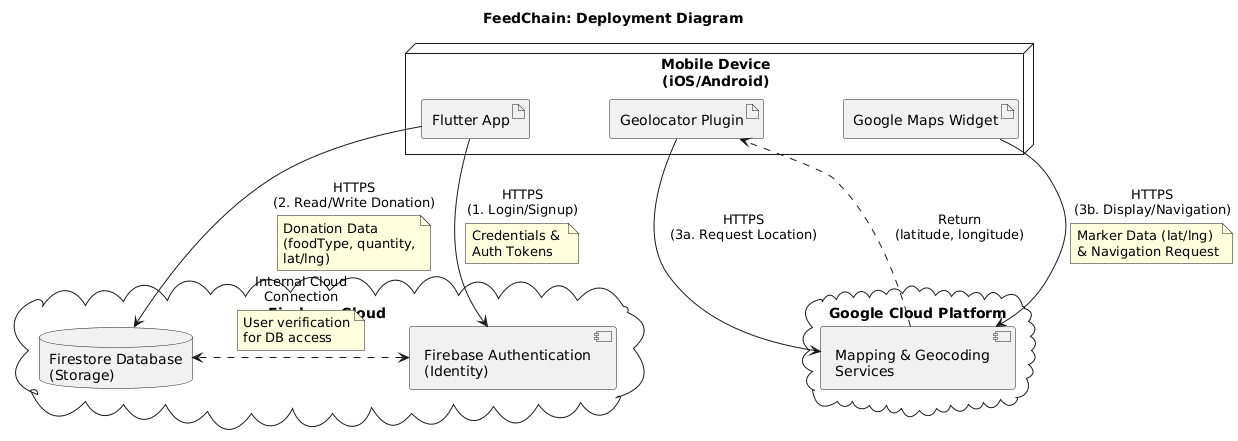 FeedChain: Deployment Diagram
Mobile Device
(iOS/Android)
Flutter App
Geolocator Plugin
Google Maps Widget
HTTPS
(2. Read/Write Donation)
Donation Data
(foodType, quantity,
lat/lng)
HTTPS
(1. Login/Signup)
Credentials &
Auth Tokens
HTTPS
(3a. Request Location)
Return
(latitude, longitude)
HTTPS
(3b. Display/Navigation)
Marker Data (lat/lng)
& Navigation Request
Internal Cloud
Connection
Cloud
User verification
for DB access
Firestore Database
(Storage)
Firebase Authentication
(Identity)
Google Cloud Platform
Mapping & Geocoding
Services